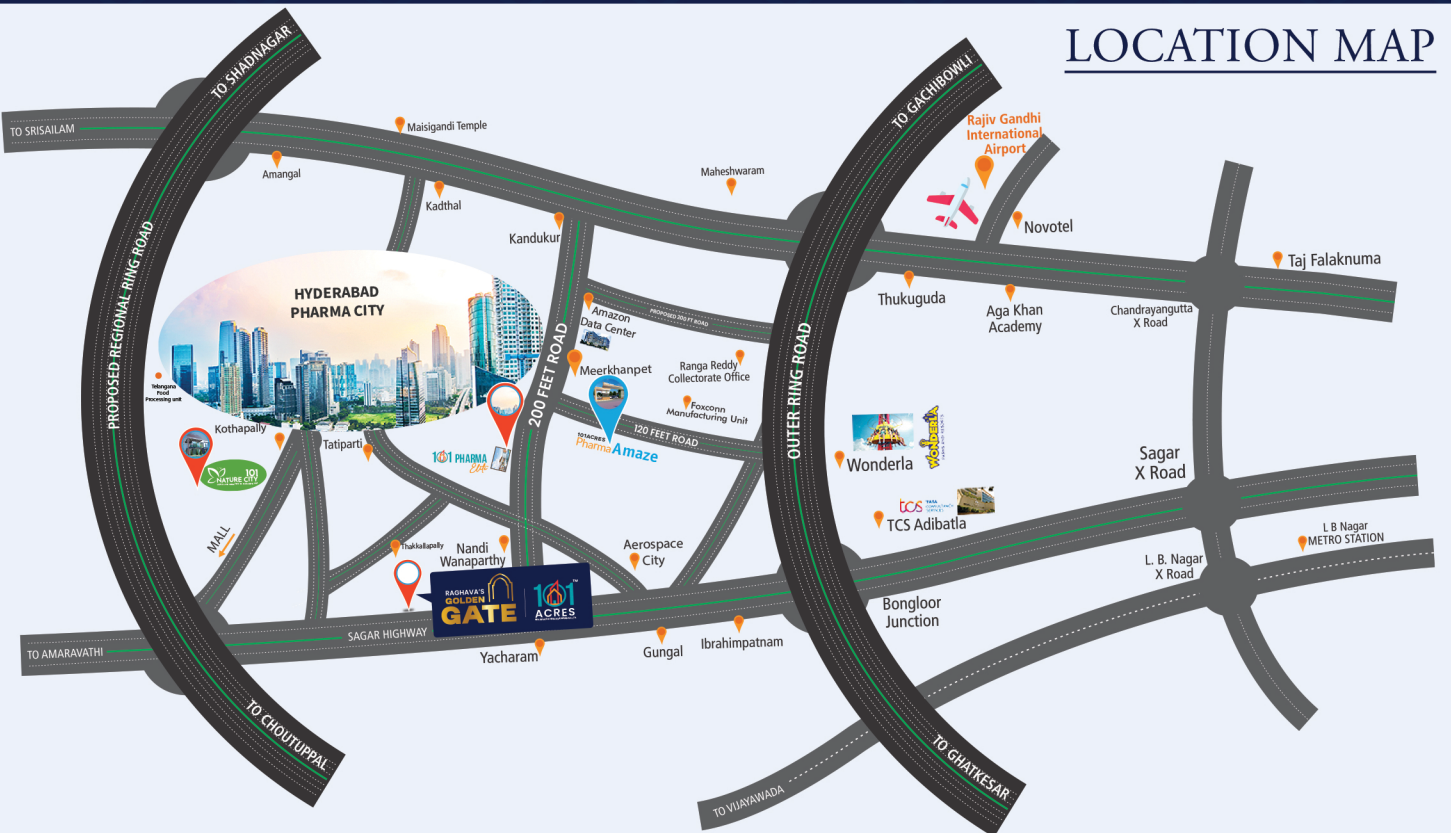 LOCATION MAP
TO SHADNAGAR
TO GACHIBOWLI
TO SRISAILAM
Maisigandi Temple
Rajiv Gandhi
International
Airport
Amangal
Maheshwaram
Kadthal
Kandukur
Novotel
Taj Falaknuma
PROPOSED REGIONAL RING ROAD
HYDERABAD
PHARMA CITY
Thukuguda
Aga Khan
Academy
Chandrayangutta
X Road
Amazon
Data Center
PROPOSED 200 FT ROAD
200 FEET ROAD
Meerkhanpet
Ranga Reddy
Collectorate Office
Foxconn
Manufacturing Unit
OUTER RING ROAD
Telangana
Food
Processing unit
Kothapally
Tatiparti
101 PHARMA
Elite
101ACRES
Pharma Amaze
120 FEET ROAD
WONDERLA
Wonderla
Sagar
X Road
101
NATURE CITY
tcs TATA
CONSULTANCY
SERVICES
TCS Adibatla
MALL
Thakkallapally
Nandi
Wanaparthy
Aerospace
City
L B Nagar
METRO STATION
L. B. Nagar
X Road
RAGHAVA'S
GOLDEN
GATE
101
ACRES
TM
Bongloor
Junction
SAGAR HIGHWAY
TO AMARAVATHI
Yacharam
Gungal
Ibrahimpatnam
TO CHOUTUPPAL
TO GHATKESAR
TO VIJAYAWADA